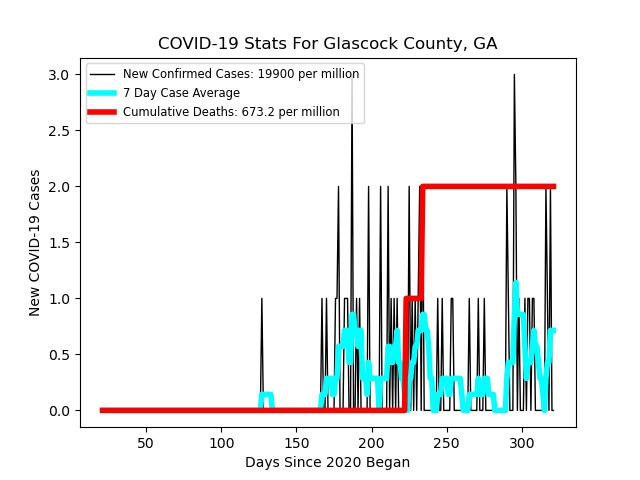 COVID-19 Stats For Glascock County, GA
New Confirmed Cases: 19900 per million
7 Day Case Average
Cumulative Deaths: 673.2 per million
3.0
2.5
2.0
1.5
1.0
0.5
0.0
New COVID-19 Cases
50 100 150 200 250 300
Days Since 2020 Began